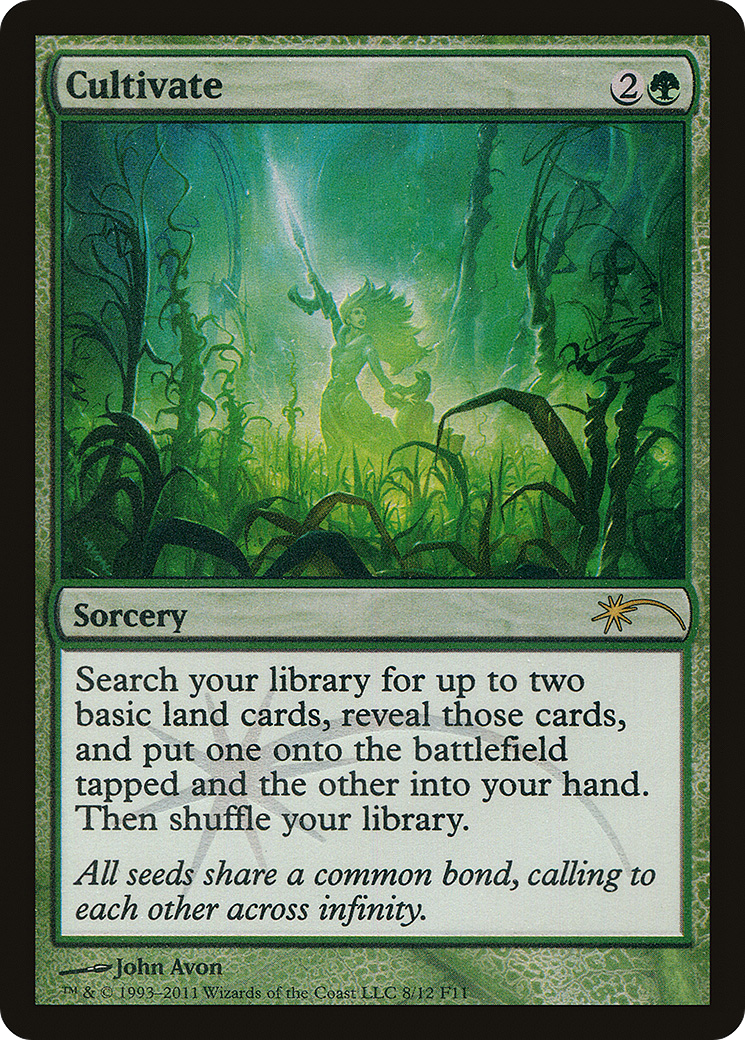 Cultivate 2
Sorcery
Search your library for up to two
basic land cards, reveal those cards,
and put one onto the battlefield
tapped and the other into your hand.
Then shuffle your library.
All seeds share a common bond, calling to
each other across infinity.
John Avon
™ & © 1993–2011 Wizards of the Coast LLC 8/12 F11